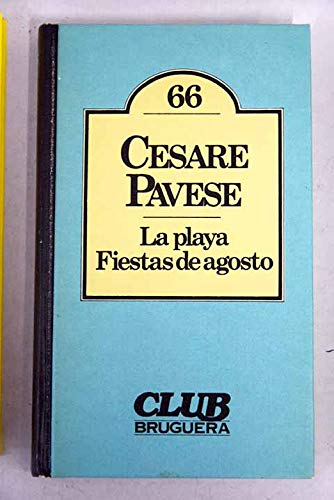 66
CESARE
PAVESE
La playa
Fiestas de agosto
CLUB
BRUGUERA